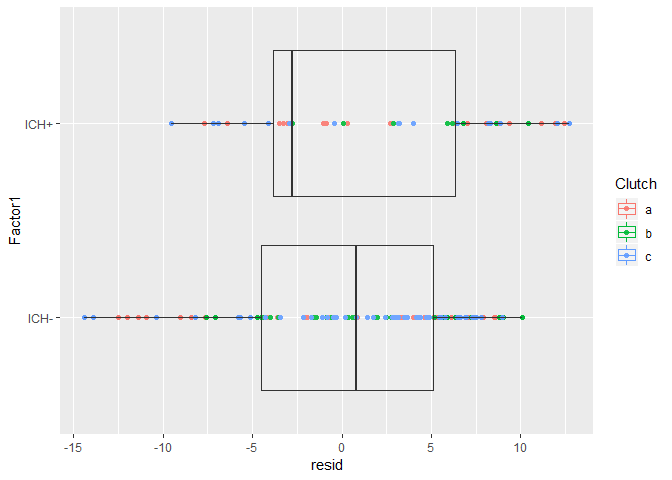 ICH+
Factor1
ICH-
-15
-10
-5
0
5
10
resid
Clutch
a
b
c